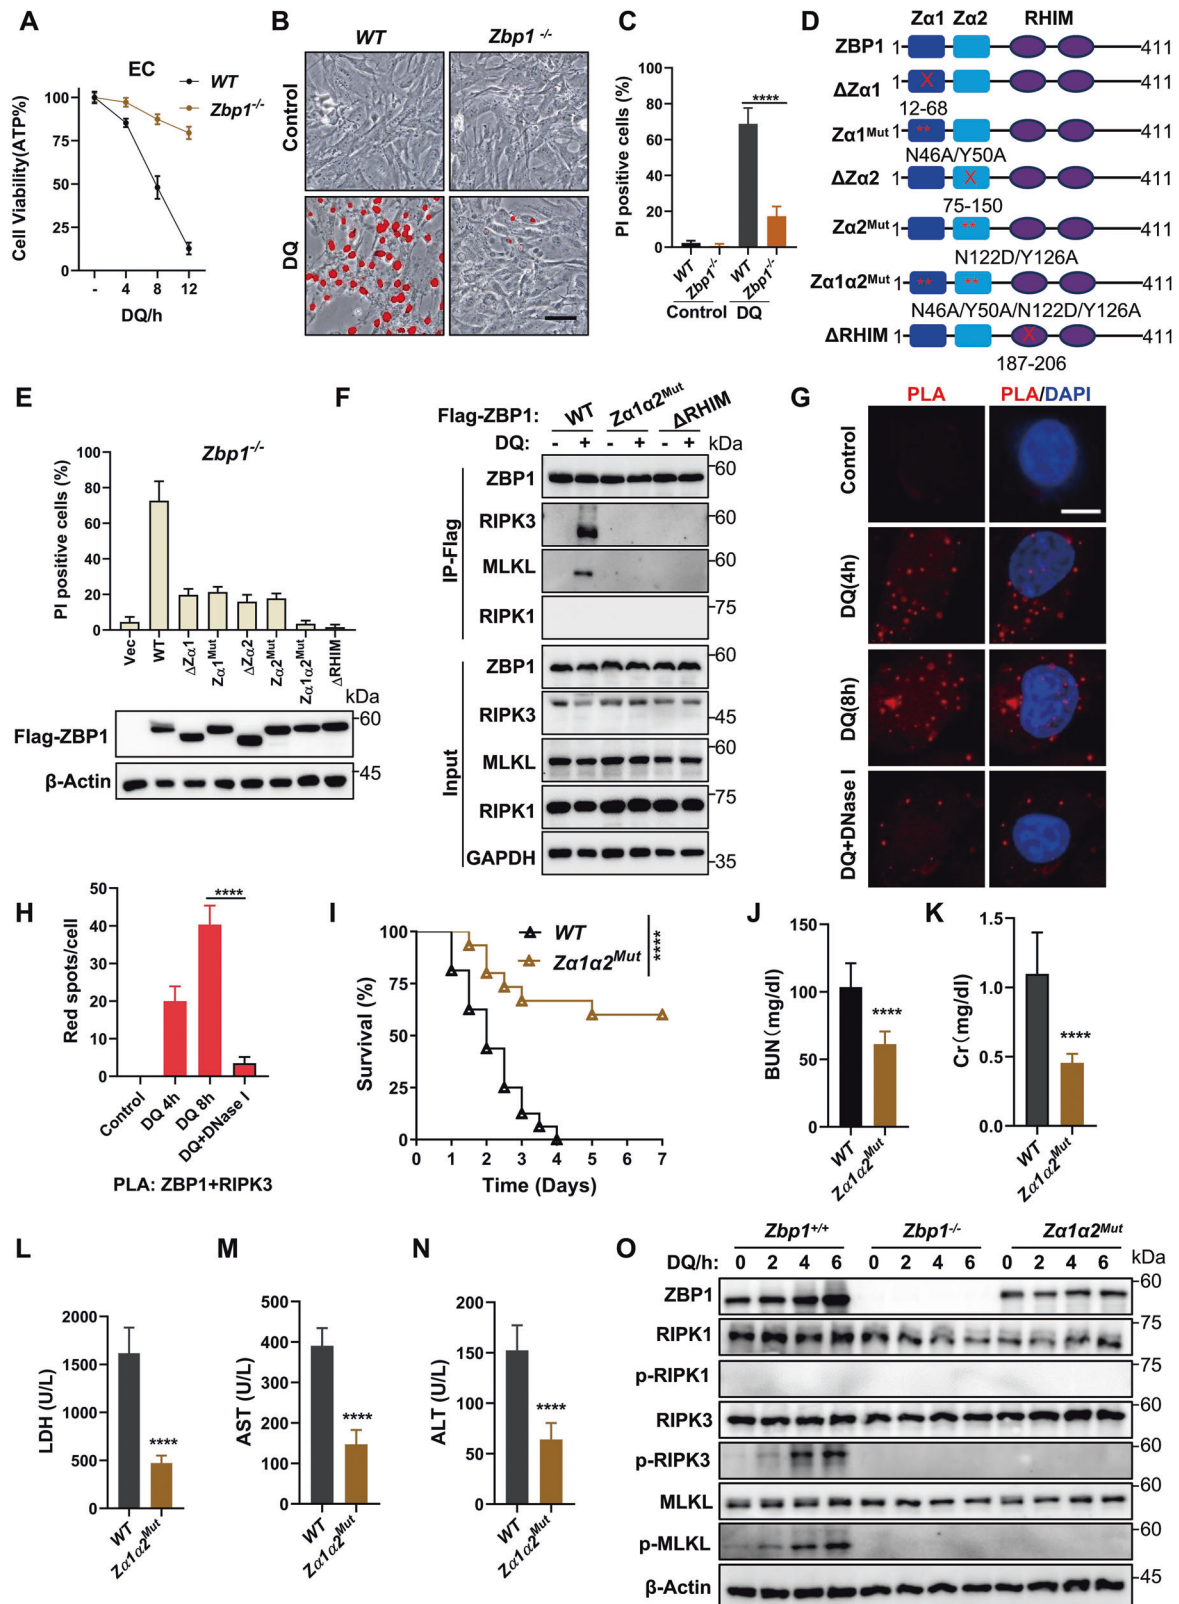 A
EC
WT
Zbp1-/-
Cell Viability(ATP%)
100
75
50
25
0
- 4 8 12
DQ/h
B
WT Zbp1 -/-
Control
DQ
C
PI positive cells (%)
100
80
60
40
20
0
****
WT Zbp1-/- WT Zbp1-/-
Control DQ
D
Zα1 Zα2 RHIM
ZBP1 1 411
ΔZα1 1 X 411
12-68
Zα1Mut 1 ** 411
N46A/Y50A
ΔZα2 1 X 411
75-150
Zα2Mut 1 ** 411
N122D/Y126A
Zα1α2Mut 1 ** ** 411
N46A/Y50A/N122D/Y126A
ΔRHIM 1 X 411
187-206
E
Zbp1-/-
PI positive cells (%)
100
80
60
40
20
0
Vec WT ΔZα1 Zα1Mut ΔZα2 Zα2Mut Zα1α2Mut ΔRHIM
kDa
Flag-ZBP1 60
β-Actin 45
F
Flag-ZBP1: WT Zα1α2Mut ΔRHIM
DQ: - + - + - + kDa
IP-Flag
ZBP1 60
RIPK3 60
MLKL 60
RIPK1 75
Input
ZBP1 60
RIPK3 45
MLKL 60
RIPK1 75
GAPDH 35
G
PLA PLA/DAPI
Control
DQ(4h)
DQ(8h)
DQ+DNase I
H
Red spots/cell
50
40
30
20
10
0
****
Control DQ 4h DQ 8h DQ+DNase I
PLA: ZBP1+RIPK3
I
Survival (%)
100
75
50
25
0
WT
Zα1α2Mut
****
0 1 2 3 4 5 6 7
Time (Days)
J
BUN(mg/dl)
150
100
50
0
****
WT Zα1α2Mut
K
Cr(mg/dl)
1.5
1.0
0.5
0.0
****
WT Zα1α2Mut
L
LDH (U/L)
2000
1500
1000
500
0
****
WT Zα1α2Mut
M
AST (U/L)
500
400
300
200
100
0
****
WT Zα1α2Mut
N
ALT (U/L)
200
150
100
50
0
****
WT Zα1α2Mut
O
Zbp1+/+ Zbp1-/- Zα1α2Mut
DQ/h: 0 2 4 6 0 2 4 6 0 2 4 6 kDa
ZBP1 60
RIPK1 75
p-RIPK1 75
RIPK3 60
p-RIPK3 60
MLKL 60
p-MLKL 60
β-Actin 45